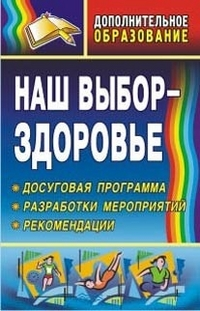 ДОПОЛНИТЕЛЬНОЕ
ОБРАЗОВАНИЕ
НАШ ВЫБОР-
ЗДОРОВЬЕ
ДОСУГОВАЯ ПРОГРАММА
РАЗРАБОТКИ МЕРОПРИЯТИЙ
РЕКОМЕНДАЦИИ